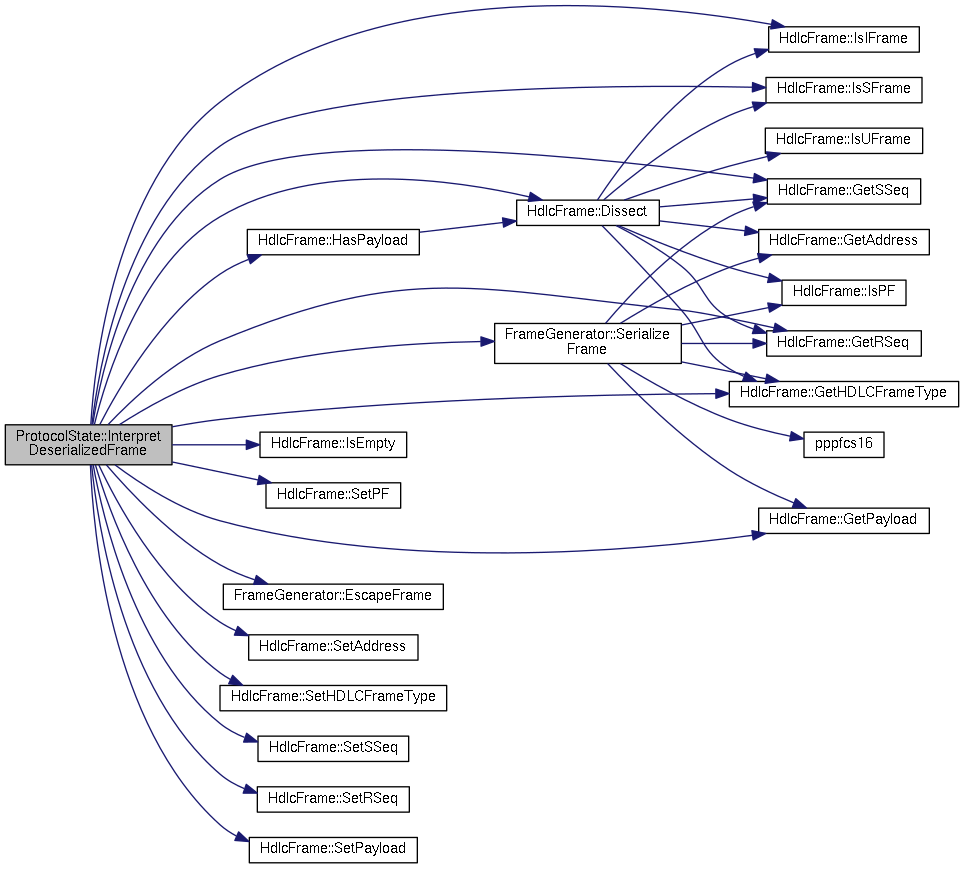 HdlcFrame::IsIFrame
HdlcFrame::IsSFrame
HdlcFrame::IsUFrame
HdlcFrame::GetSSeq
HdlcFrame::Dissect
HdlcFrame::HasPayload
HdlcFrame::GetAddress
HdlcFrame::IsPF
FrameGenerator::Serialize
Frame
HdlcFrame::GetRSeq
HdlcFrame::GetHDLCFrameType
ProtocolState::Interpret
DeserializedFrame
HdlcFrame::IsEmpty
pppfcs16
HdlcFrame::SetPF
HdlcFrame::GetPayload
FrameGenerator::EscapeFrame
HdlcFrame::SetAddress
HdlcFrame::SetHDLCFrameType
HdlcFrame::SetSSeq
HdlcFrame::SetRSeq
HdlcFrame::SetPayload